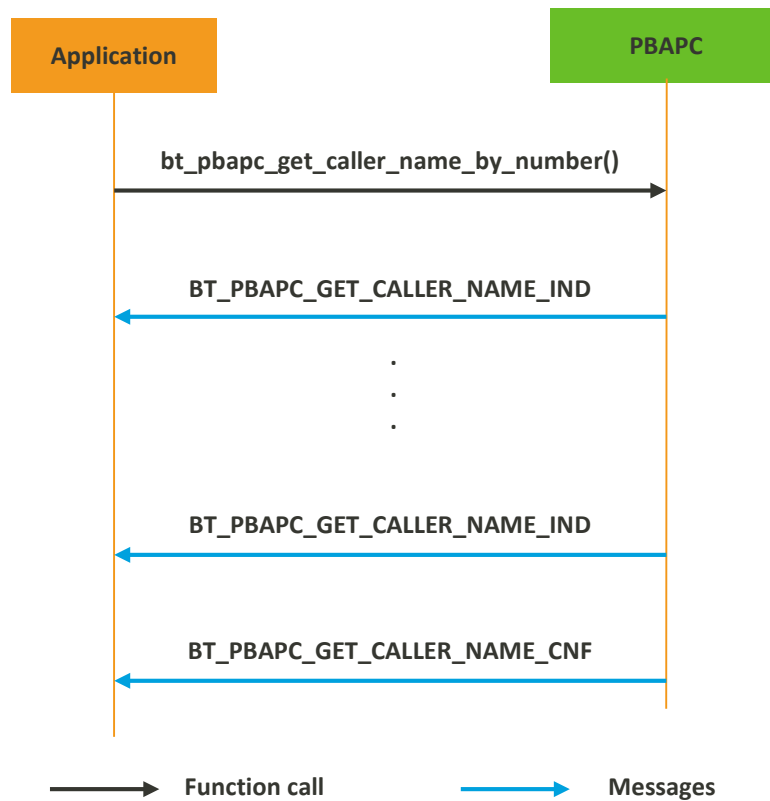 Application
PBAPC
bt_pbapc_get_caller_name_by_number()
BT_PBAPC_GET_CALLER_NAME_IND
.
.
.
BT_PBAPC_GET_CALLER_NAME_IND
BT_PBAPC_GET_CALLER_NAME_CNF
Function call
Messages